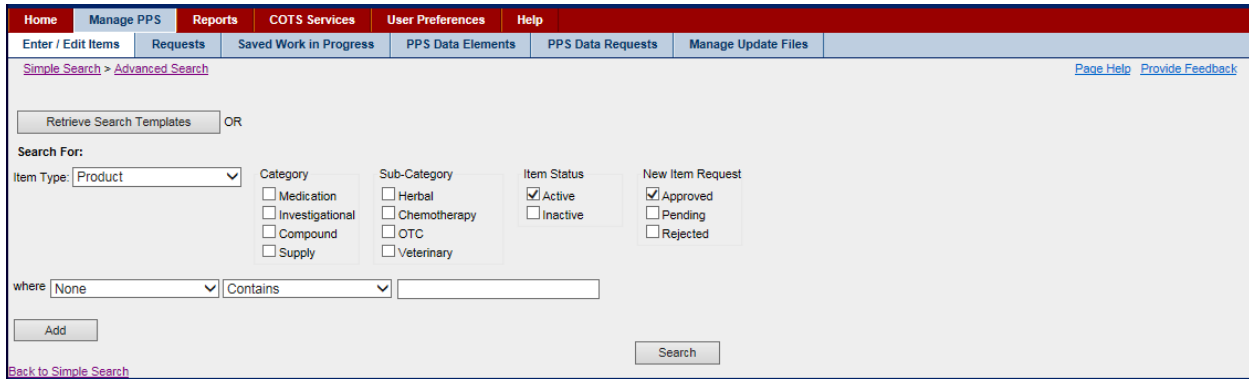 Home Manage PPS Reports COTS Services User Preferences Help
Enter / Edit Items Requests Saved Work in Progress PPS Data Elements PPS Data Requests Manage Update Files
Simple Search > Advanced Search Page Help Provide Feedback
Retrieve Search Templates OR
Search For:
Item Type: Product Category Sub-Category Item Status New Item Request
Medication Herbal Active Approved
Investigational Chemotherapy Inactive Pending
Compound OTC Rejected
Supply Veterinary
where None Contains
Add
Search
Back to Simple Search